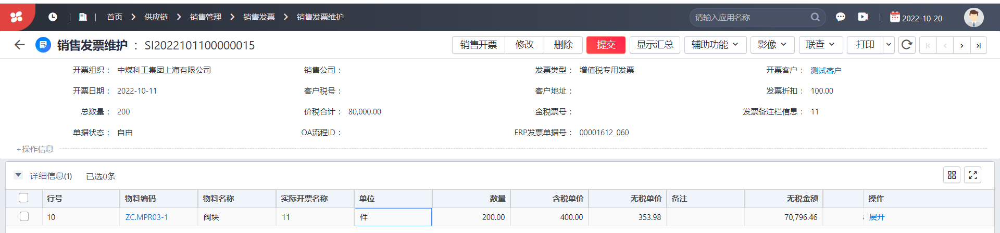 首页 供应链 销售管理 销售发票 销售发票维护 请输入应用名称 2022-10-20
销售发票维护 : SI2022101100000015 销售开票 修改 删除 提交 显示汇总 辅助功能 影像 联查 打印
开票组织： 中煤科工集团上海有限公司 销售公司： 发票类型： 增值税专用发票 开票客户： 测试客户
开票日期： 2022-10-11 客户税号： 客户地址： 发票折扣： 100.00
总数量： 200 价税合计： 80,000.00 金税票号： 发票备注栏信息： 11
单据状态： 自由 OA流程ID： ERP发票单据号： 00001612_060
+操作信息
详细信息(1) 已选0条
行号 物料编码 物料名称 实际开票名称 单位 数量 含税单价 无税单价 备注 无税金额 操作
10 ZC.MPR03-1 阀块 11 件 200.00 400.00 353.98 70,796.46 展开